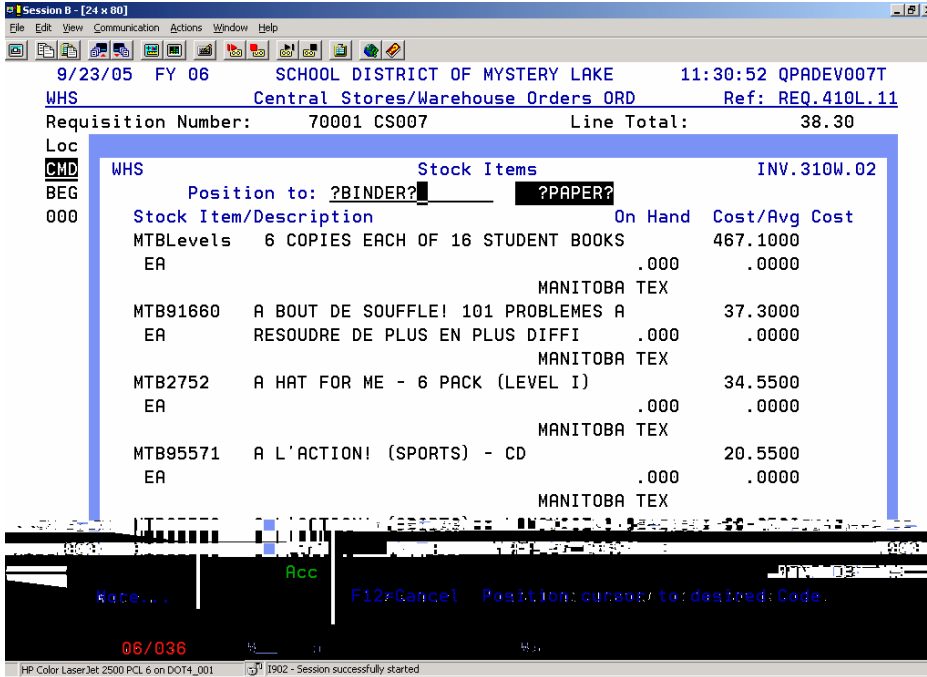 Session B - [24 x 80]
File Edit View Communication Actions Window Help
9/23/05 FY 06 SCHOOL DISTRICT OF MYSTERY LAKE 11:30:52 QPADEV007T
WHS Central Stores/Warehouse Orders ORD Ref: REQ.410L.11
Requisition Number: 70001 CS007 Line Total: 38.30
Loc
CMD WHS Stock Items INV.310W.02
BEG Position to: ?BINDER? ?PAPER?
000 Stock Item/Description On Hand Cost/Avg Cost
MTBLevels 6 COPIES EACH OF 16 STUDENT BOOKS 467.1000
EA .000 .0000
MANITOBA TEX
MTB91660 A BOUT DE SOUFFLE! 101 PROBLEMES A 37.3000
EA RESOUDRE DE PLUS EN PLUS DIFFI .000 .0000
MANITOBA TEX
MTB2752 A HAT FOR ME - 6 PACK (LEVEL I) 34.5500
EA .000 .0000
MANITOBA TEX
MTB95571 A L'ACTION! (SPORTS) - CD 20.5500
EA .000 .0000
MANITOBA TEX
Acc
More... F12=Cancel Position cursor to desired Code.
06/036
HP Color LaserJet 2500 PCL 6 on DOT4_001 I902 - Session successfully started